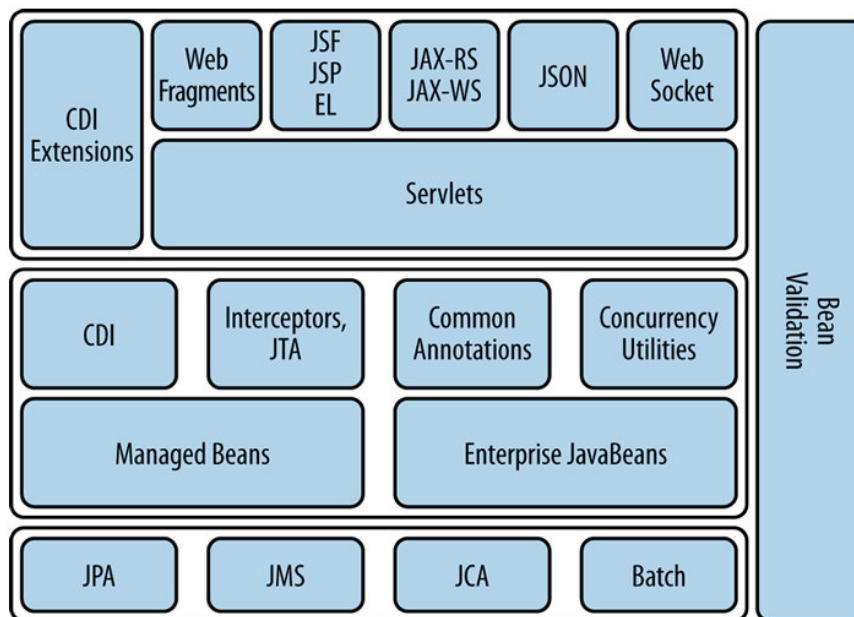 CDI
Extensions
Web
Fragments
JSF
JSP
EL
JAX-RS
JAX-WS
JSON
Web
Socket
Servlets
Bean
Validation
CDI
Interceptors,
JTA
Common
Annotations
Concurrency
Utilities
Managed Beans
Enterprise JavaBeans
JPA
JMS
JCA
Batch